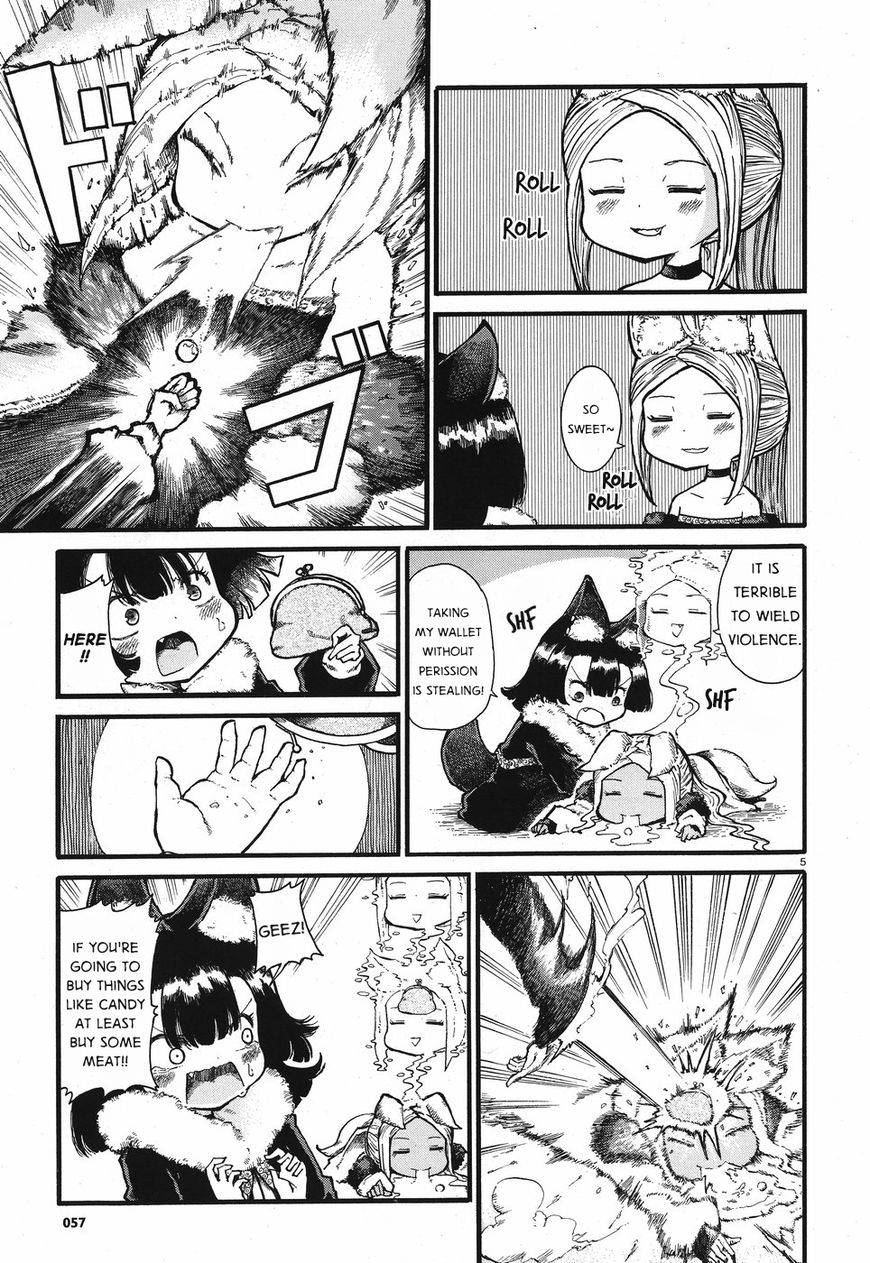 ROLL
ROLL
SO
SWEET~
ROLL
ROLL
ドブ
IT IS
TERRIBLE
TO WIELD
VIOLENCE.
SHF
SHF
TAKING
MY WALLET
WITHOUT
PERISSION
IS STEALING!
HERE
!!
5
GEEZ!
IF YOU'RE
GOING TO
BUY THINGS
LIKE CANDY
AT LEAST
BUY SOME
MEAT!!
057